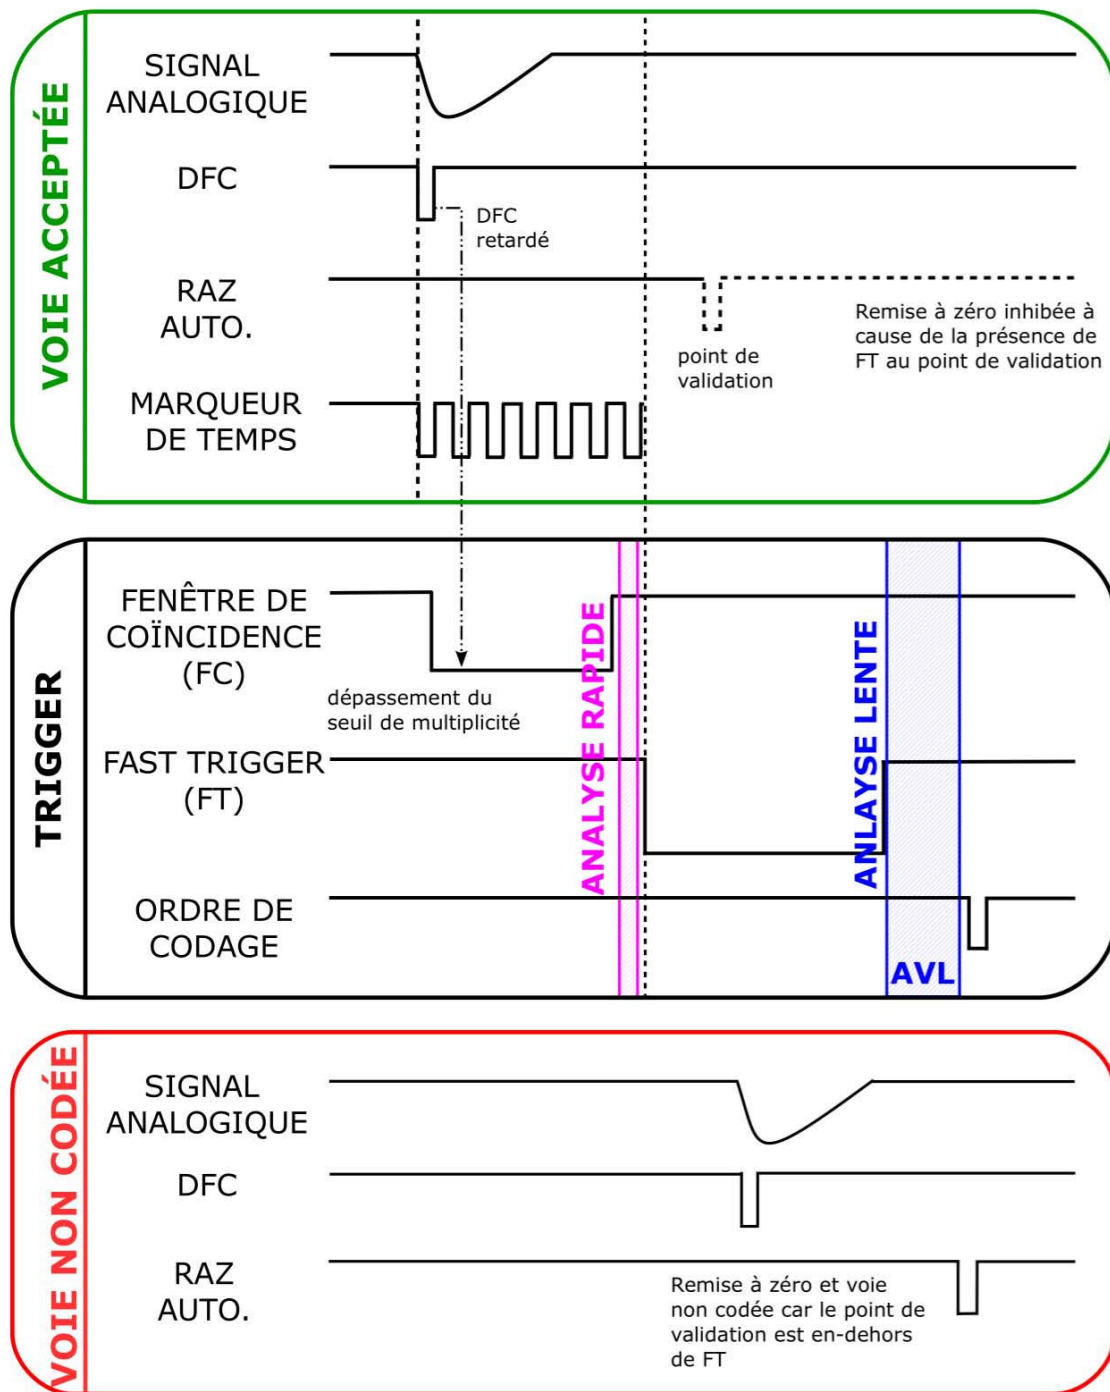 VOIE ACCEPTÉE
SIGNAL
ANALOGIQUE
DFC
DFC
retardé
RAZ
AUTO.
point de
validation
Remise à zéro inhibée à
cause de la présence de
FT au point de validation
MARQUEUR
DE TEMPS
TRIGGER
FENÊTRE DE
COÏNCIDENCE
(FC)
dépassement du
seuil de multiplicité
ANALYSE RAPIDE
ANLAYSE LENTE
FAST TRIGGER
(FT)
ORDRE DE
CODAGE
AVL
VOIE NON CODÉE
SIGNAL
ANALOGIQUE
DFC
RAZ
AUTO.
Remise à zéro et voie
non codée car le point de
validation est en-dehors
de FT